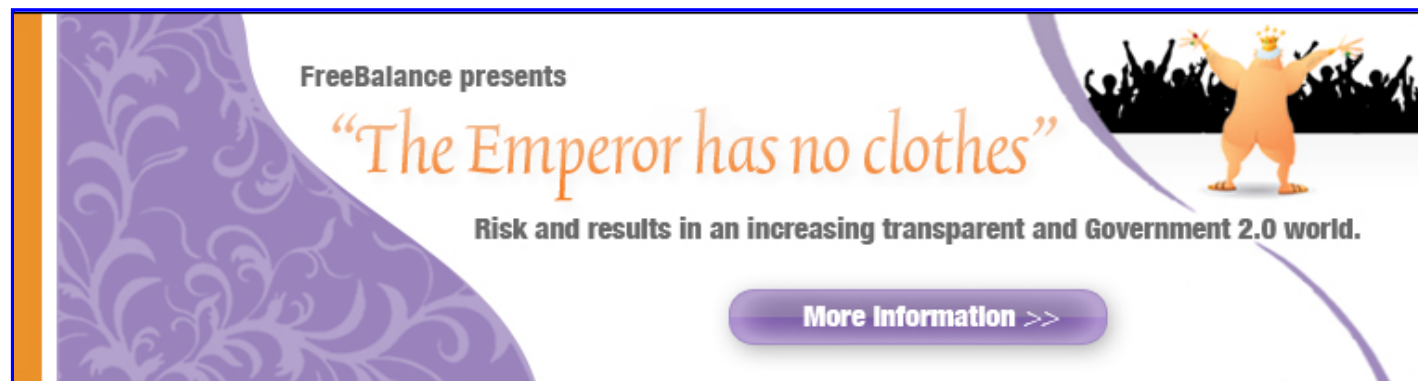 FreeBalance presents
“The Emperor has no clothes”
Risk and results in an increasing transparent and Government 2.0 world.
More Information >>